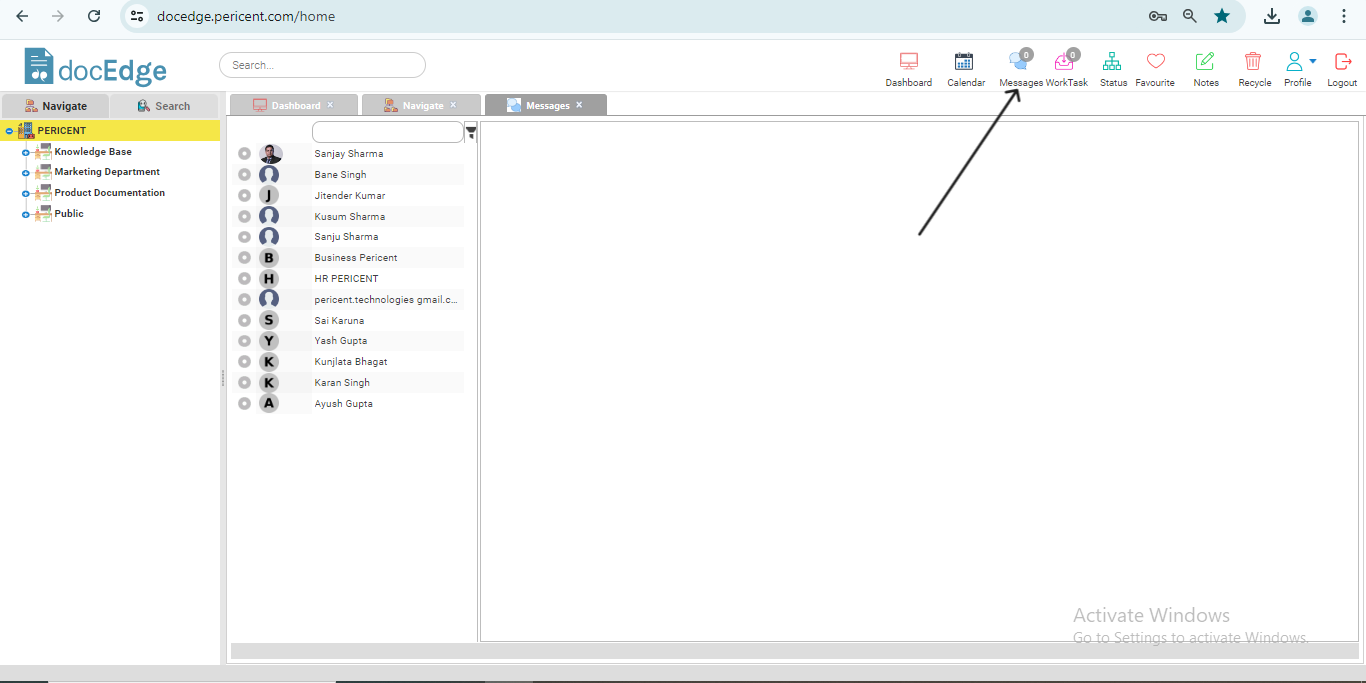 docedge.pericent.com/home
docEdge
Search...
Dashboard
Calendar
0
Messages
0
WorkTask
Status
Favourite
Notes
Recycle
Profile
Logout
Navigate
Search
Dashboard ×
Navigate ×
Messages ×
PERICENT
Knowledge Base
Marketing Department
Product Documentation
Public
Sanjay Sharma
Bane Singh
J Jitender Kumar
Kusum Sharma
Sanju Sharma
B Business Pericent
H HR PERICENT
pericent.technologies gmail.c...
S Sai Karuna
Y Yash Gupta
K Kunjlata Bhagat
K Karan Singh
A Ayush Gupta
Activate Windows
Go to Settings to activate Windows.